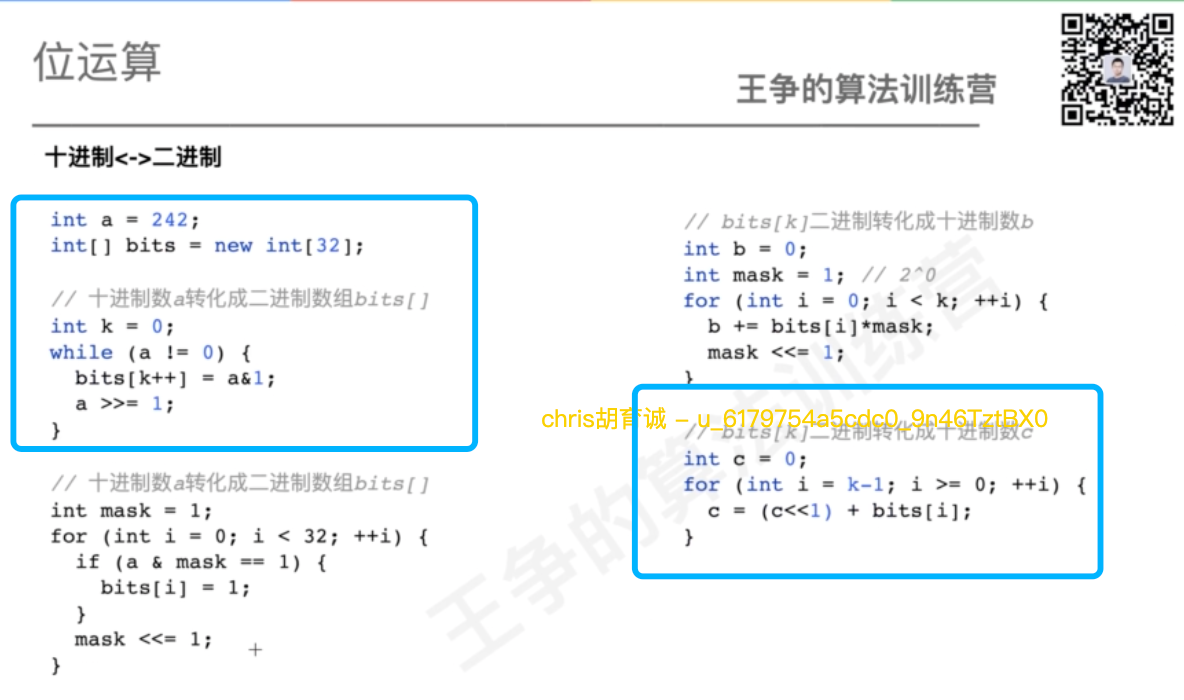 位运算
王争的算法训练营
十进制<->二进制
int a = 242;
int[] bits = new int[32];
// 十进制数a转化成二进制数组bits[]
int k = 0;
while (a != 0) {
  bits[k++] = a&1;
  a >>= 1;
}
// 十进制数a转化成二进制数组bits[]
int mask = 1;
for (int i = 0; i < 32; ++i) {
  if (a & mask == 1) {
    bits[i] = 1;
  }
  mask <<= 1;
}
// bits[k]二进制转化成十进制数b
int b = 0;
int mask = 1; // 2^0
for (int i = 0; i < k; ++i) {
  b += bits[i]*mask;
  mask <<= 1;
}
chris胡育诚 – u_6179754a5cdc0_9n46TztBX0
// bits[k]二进制转化成十进制数c
int c = 0;
for (int i = k-1; i >= 0; ++i) {
  c = (c<<1) + bits[i];
}
王争的算法训练营